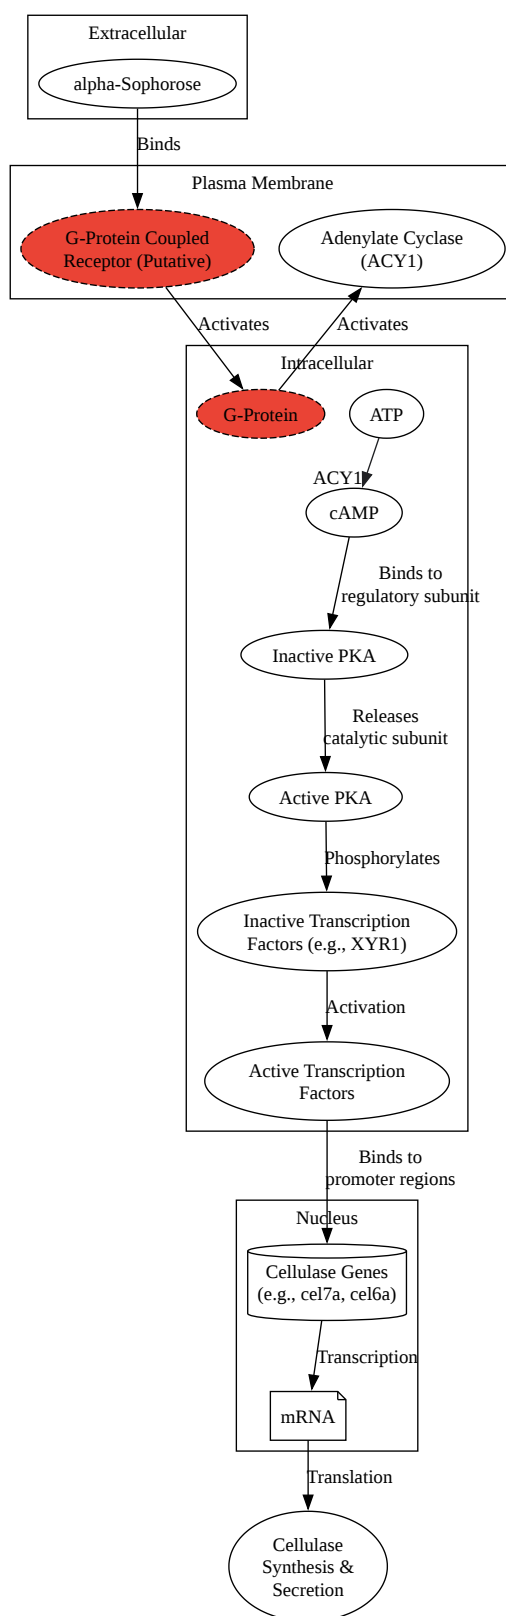 Extracellular
alpha-Sophorose
Binds
Plasma Membrane
G-Protein Coupled
Receptor (Putative)
Adenylate Cyclase
(ACY1)
Activates
Activates
Intracellular
G-Protein
ATP
ACY1
cAMP
Binds to
regulatory subunit
Inactive PKA
Releases
catalytic subunit
Active PKA
Phosphorylates
Inactive Transcription
Factors (e.g., XYR1)
Activation
Active Transcription
Factors
Binds to
promoter regions
Nucleus
Cellulase Genes
(e.g., cel7a, cel6a)
Transcription
mRNA
Translation
Cellulase
Synthesis &
Secretion